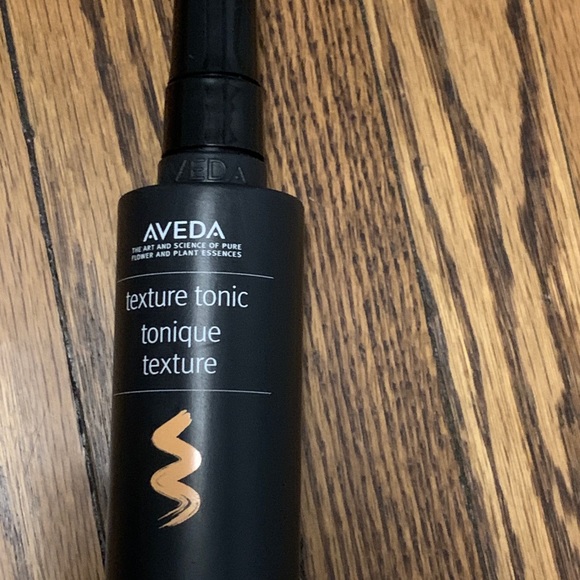 AVEDA
AVEDA
THE ART AND SCIENCE OF PURE
FLOWER AND PLANT ESSENCES
texture tonic
tonique
texture